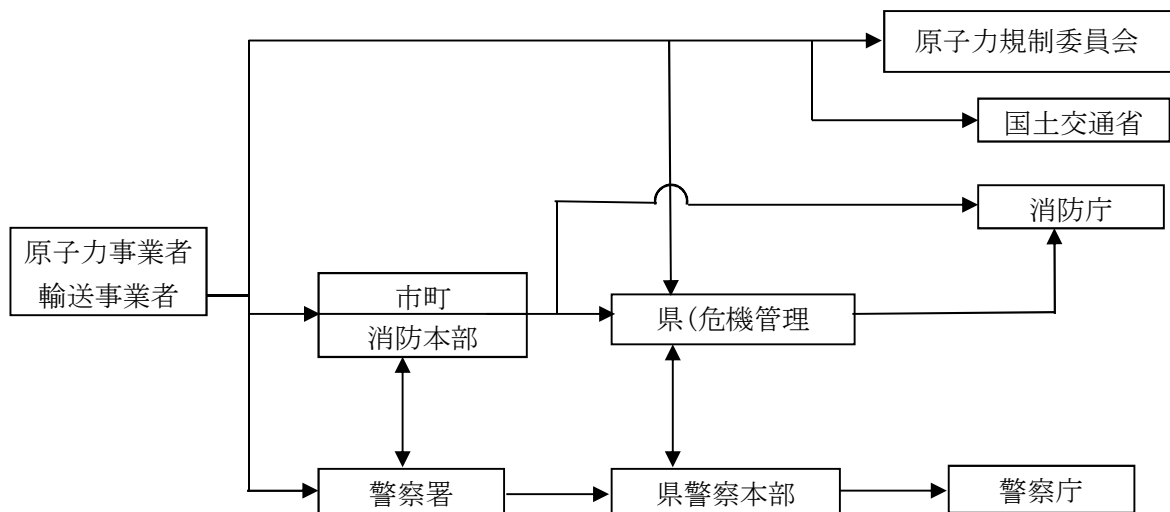 原子力規制委員会
国土交通省
消防庁
原子力事業者
輸送事業者
市町
消防本部
県(危機管理
警察署
県警察本部
警察庁